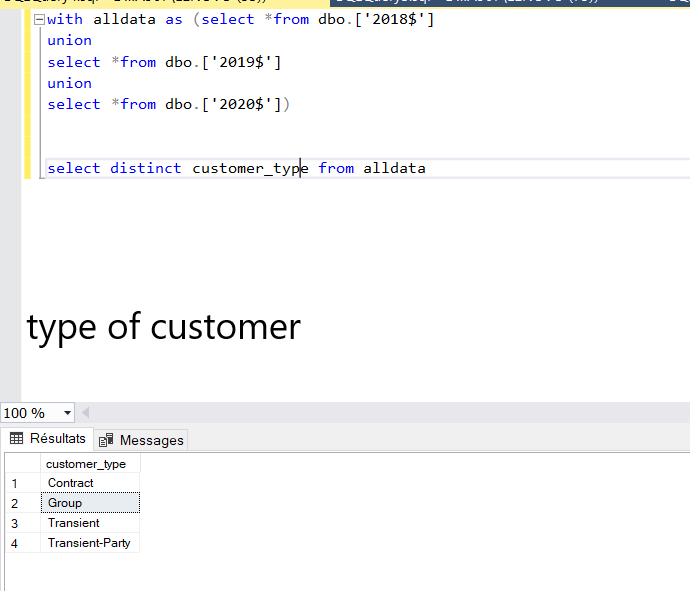 with alldata as (select *from dbo.['2018$']
union
select *from dbo.['2019$']
union
select *from dbo.['2020$'])
select distinct customer_type from alldata
type of customer
100 %
Résultats Messages
customer_type
1 Contract
2 Group
3 Transient
4 Transient-Party